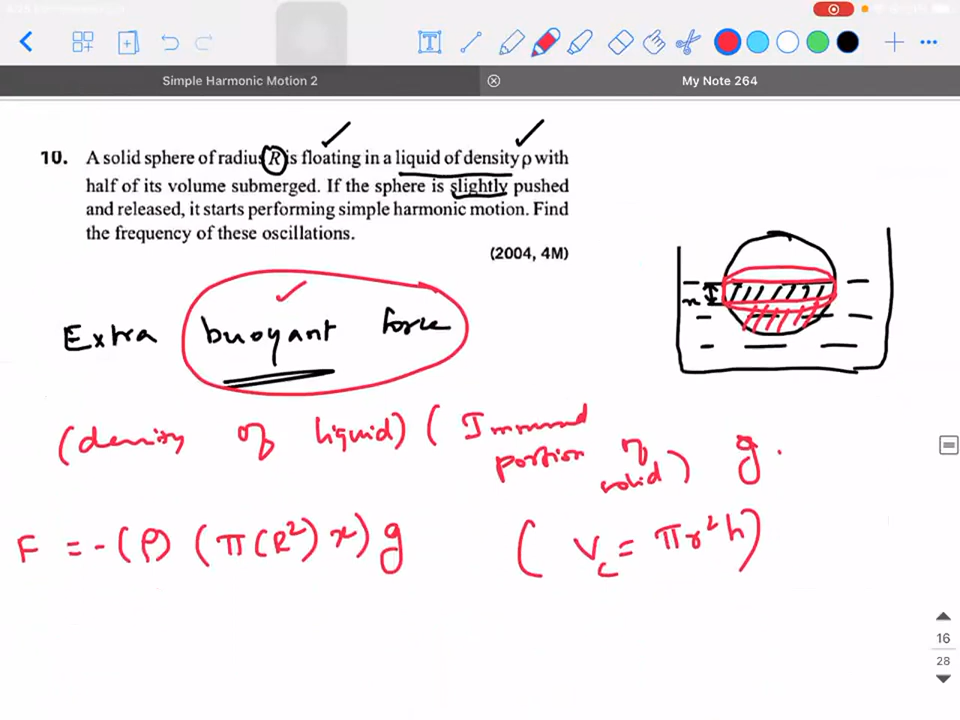 Simple Harmonic Motion 2
My Note 264
10. A solid sphere of radius R is floating in a liquid of density ρ with
half of its volume submerged. If the sphere is slightly pushed
and released, it starts performing simple harmonic motion. Find
the frequency of these oscillations.
(2004, 4M)
x
Extra buoyant force
(density of liquid) (Immersed portion of solid) g.
F = -(ρ) (π(R²) x) g (V_c = πr²h)
16
28